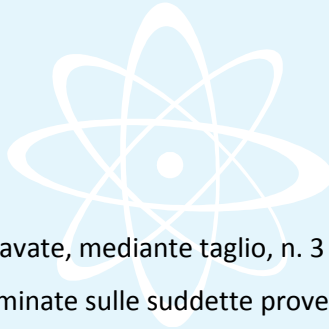 avate, mediante taglio, n. 3
minate sulle suddette prove